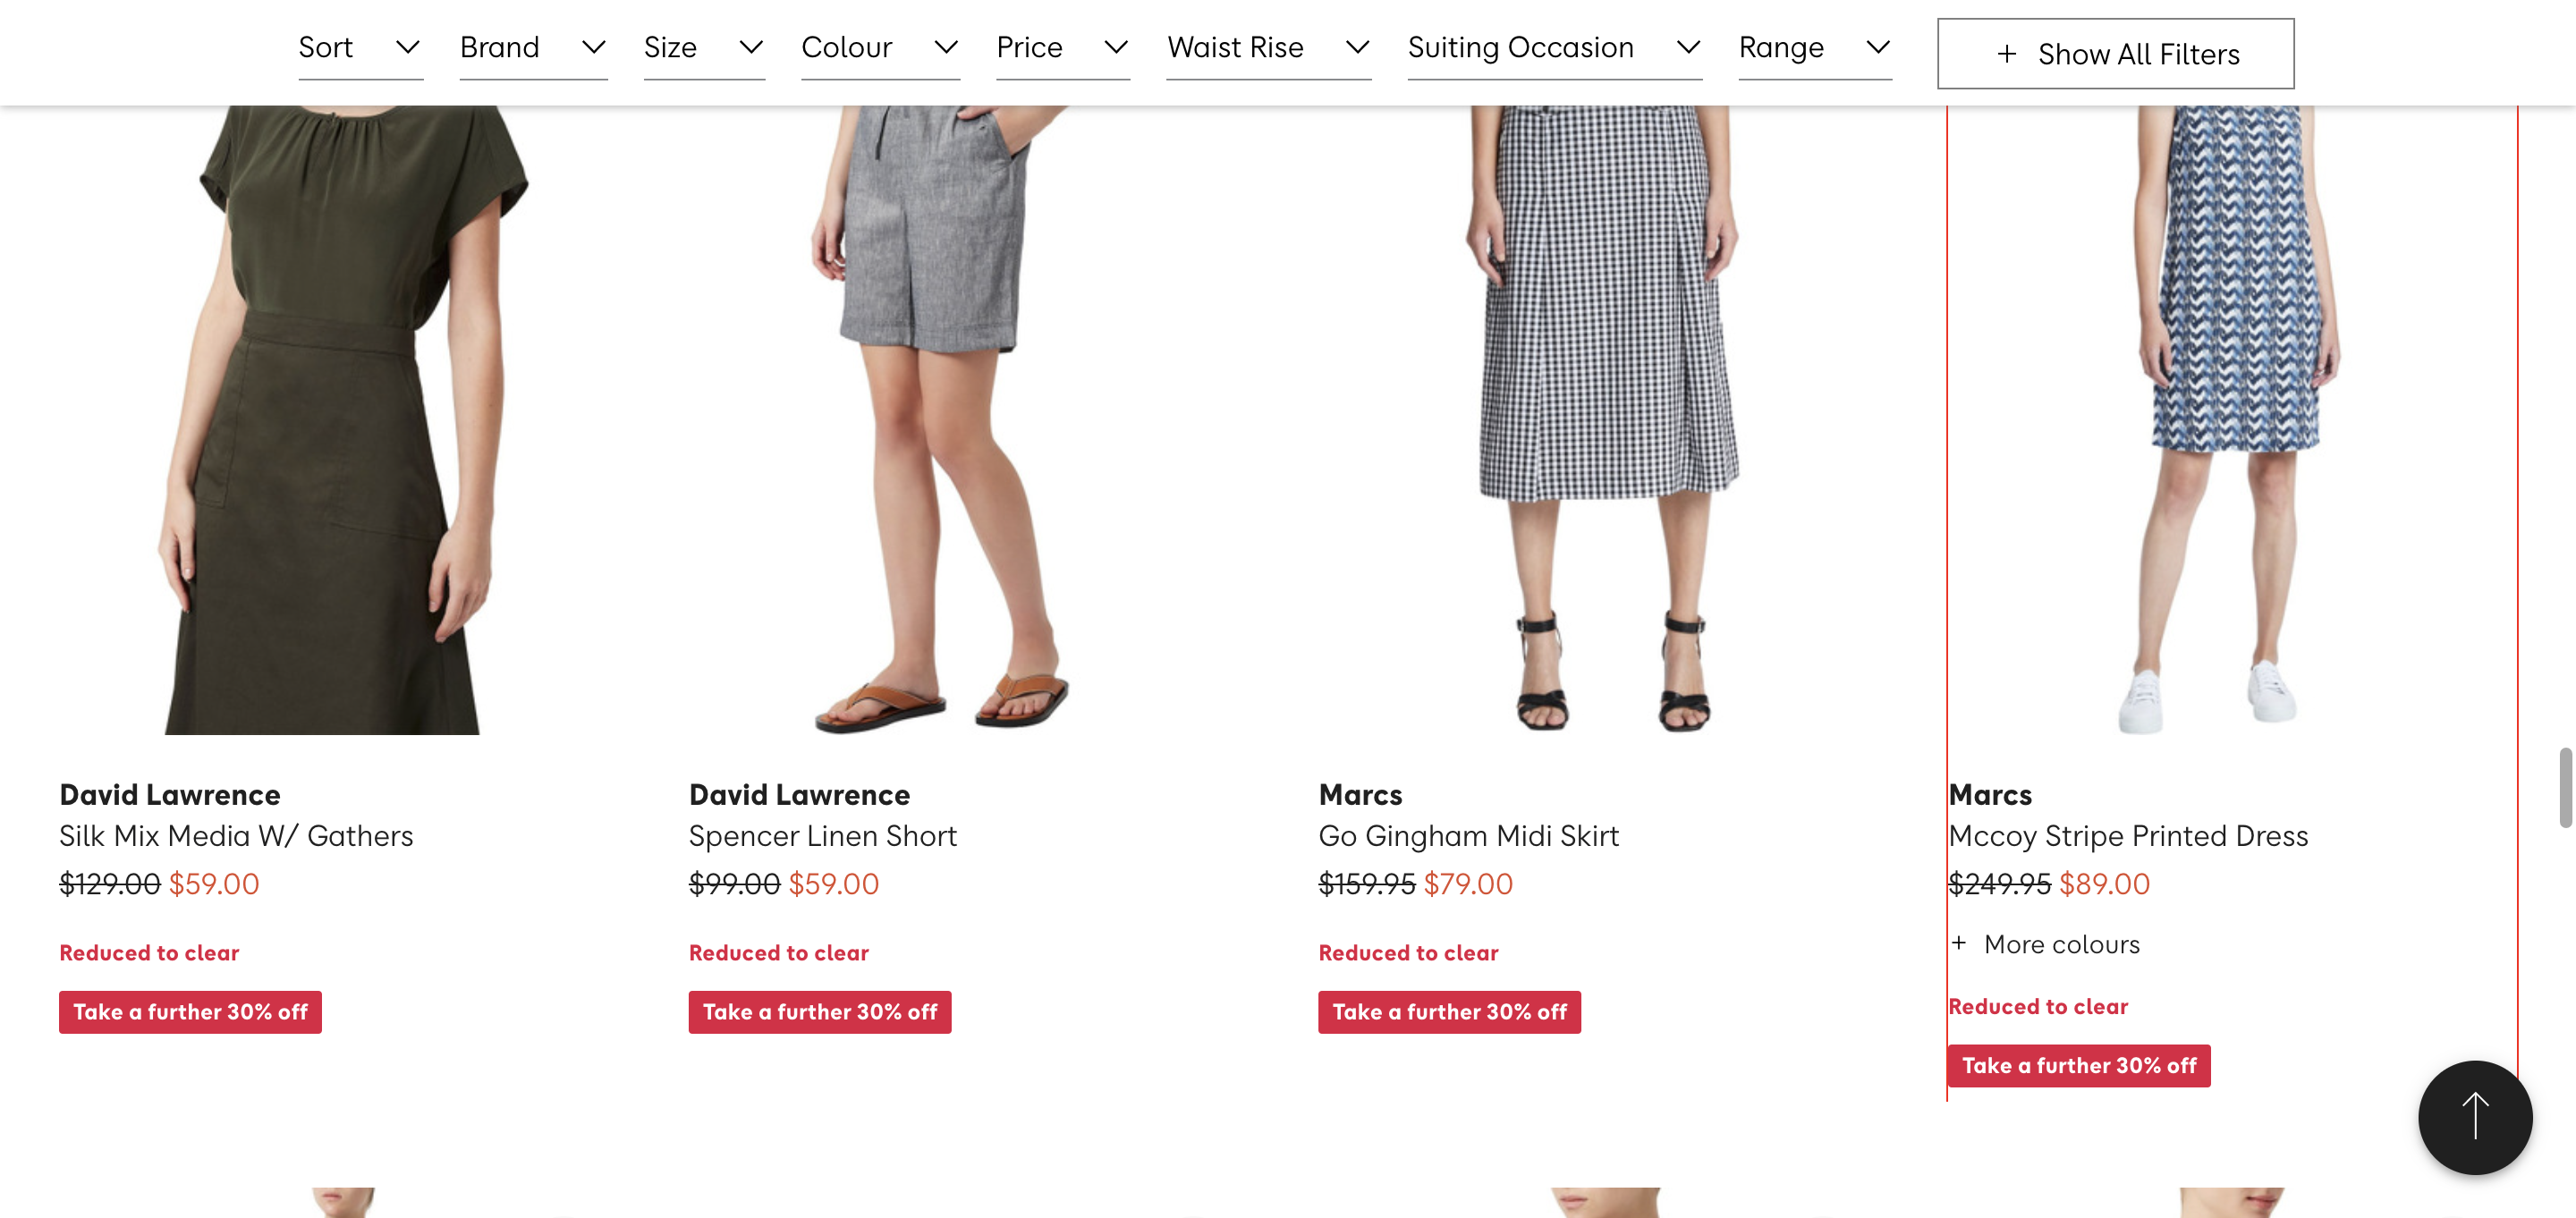 Sort
Brand
Size
Colour
Price
Waist Rise
Suiting Occasion
Range
+ Show All Filters
David Lawrence
Silk Mix Media W/ Gathers
$129.00 $59.00
Reduced to clear
Take a further 30% off
David Lawrence
Spencer Linen Short
$99.00 $59.00
Reduced to clear
Take a further 30% off
Marcs
Go Gingham Midi Skirt
$159.95 $79.00
Reduced to clear
Take a further 30% off
Marcs
Mccoy Stripe Printed Dress
$249.95 $89.00
+ More colours
Reduced to clear
Take a further 30% off